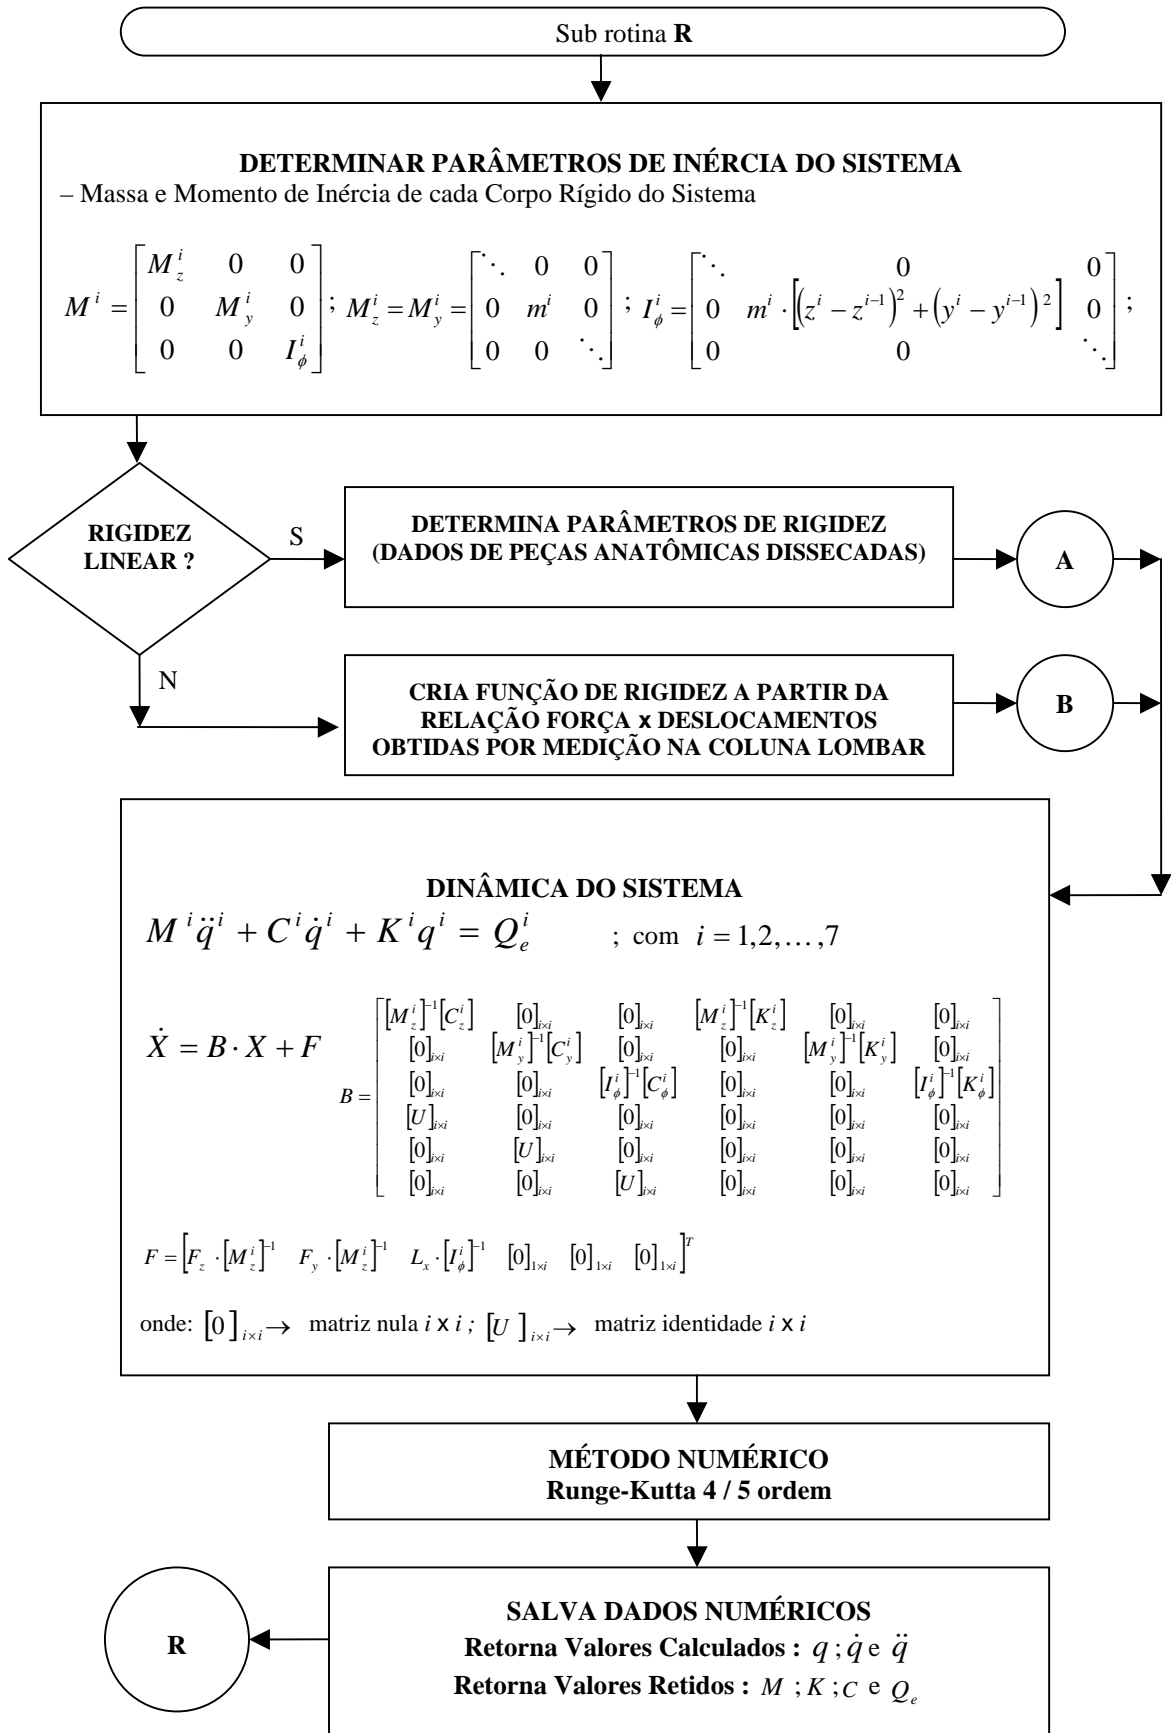 Sub rotina R
DETERMINAR PARÂMETROS DE INÉRCIA DO SISTEMA
– Massa e Momento de Inércia de cada Corpo Rígido do Sistema
M^i = [M_z^i 0 0; 0 M_y^i 0; 0 0 I_ϕ^i] ; M_z^i = M_y^i = [⋱ 0 0; 0 m^i 0; 0 0 ⋱] ; I_ϕ^i = [⋱ 0 0; 0 m^i · [(z^i − z^{i−1})^2 + (y^i − y^{i−1})^2] 0; 0 0 ⋱] ;
RIGIDEZ
LINEAR ?
S
DETERMINA PARÂMETROS DE RIGIDEZ
(DADOS DE PEÇAS ANATÔMICAS DISSECADAS)
A
N
CRIA FUNÇÃO DE RIGIDEZ A PARTIR DA
RELAÇÃO FORÇA x DESLOCAMENTOS
OBTIDAS POR MEDIÇÃO NA COLUNA LOMBAR
B
DINÂMICA DO SISTEMA
M^i q̈^i + C^i q̇^i + K^i q^i = Q_e^i ; com i = 1,2,…,7
Ẋ = B · X + F
B = [[M_z^i]^{−1}[C_z^i] [0]_{i×i} [0]_{i×i} [M_z^i]^{−1}[K_z^i] [0]_{i×i} [0]_{i×i}
[0]_{i×i} [M_y^i]^{−1}[C_y^i] [0]_{i×i} [0]_{i×i} [M_y^i]^{−1}[K_y^i] [0]_{i×i}
[0]_{i×i} [0]_{i×i} [I_ϕ^i]^{−1}[C_ϕ^i] [0]_{i×i} [0]_{i×i} [I_ϕ^i]^{−1}[K_ϕ^i]
[U]_{i×i} [0]_{i×i} [0]_{i×i} [0]_{i×i} [0]_{i×i} [0]_{i×i}
[0]_{i×i} [U]_{i×i} [0]_{i×i} [0]_{i×i} [0]_{i×i} [0]_{i×i}
[0]_{i×i} [0]_{i×i} [U]_{i×i} [0]_{i×i} [0]_{i×i} [0]_{i×i}]
F = [F_z · [M_z^i]^{−1} F_y · [M_z^i]^{−1} L_x · [I_ϕ^i]^{−1} [0]_{1×i} [0]_{1×i} [0]_{1×i}]^T
onde: [0]_{i×i} → matriz nula i x i ; [U]_{i×i} → matriz identidade i x i
MÉTODO NUMÉRICO
Runge-Kutta 4 / 5 ordem
SALVA DADOS NUMÉRICOS
Retorna Valores Calculados : q ; q̇ e q̈
Retorna Valores Retidos : M ; K ; C e Q_e
R